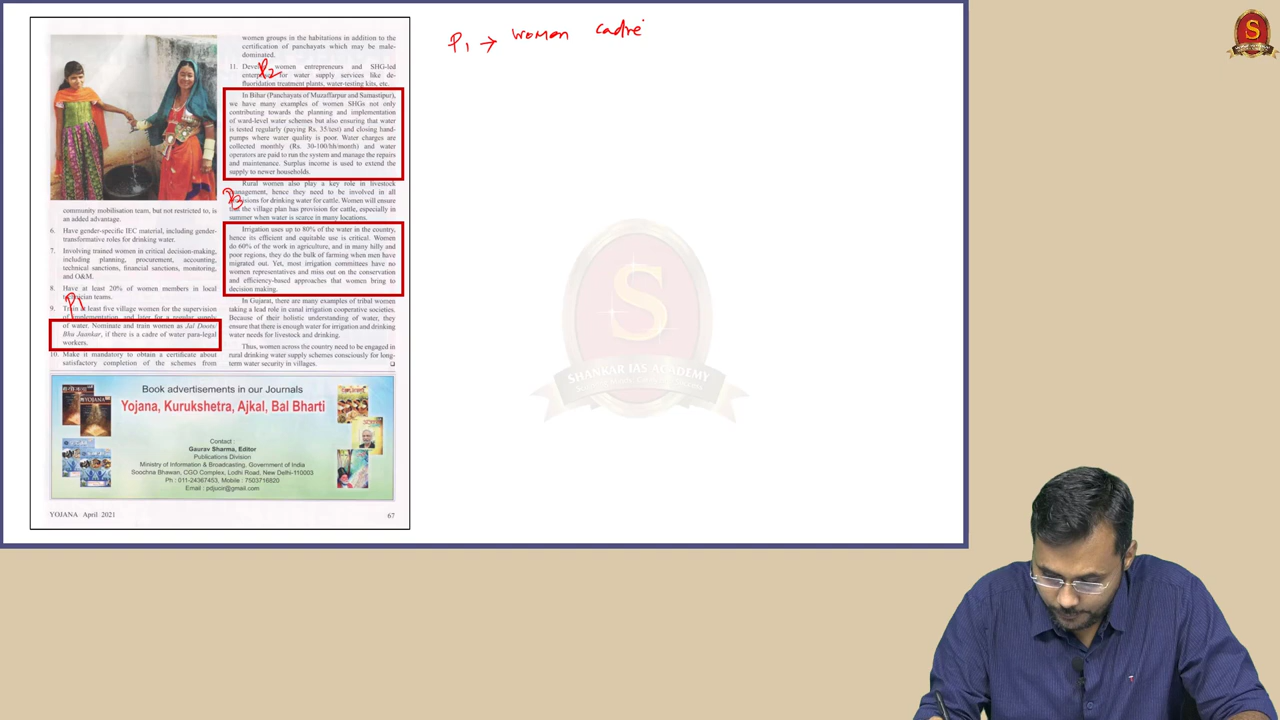 women groups in the habitations in addition to the
certification of panchayats which may be male-
dominated.
11. Develop women entrepreneurs and SHG-led
enterprises for water supply services like de-
fluoridation treatment plants, water-testing kits, etc.
In Bihar (Panchayats of Muzaffarpur and Samastipur),
we have many examples of women SHGs not only
contributing towards the planning and implementation
of ward-level water schemes but also ensuring that water
is tested regularly (paying Rs. 35/test) and closing hand-
pumps where water quality is poor. Water charges are
collected monthly (Rs. 30-100/hh/month) and water
operators are paid to run the system and manage the repairs
and maintenance. Surplus income is used to extend the
supply to newer households.
Rural women also play a key role in livestock
management, hence they need to be involved in all
decisions for drinking water for cattle. Women will ensure
that the village plan has provision for cattle, especially in
summer when water is scarce in many locations.
Irrigation uses up to 80% of the water in the country,
hence its efficient and equitable use is critical. Women
do 60% of the work in agriculture, and in many hilly and
poor regions, they do the bulk of farming when men have
migrated out. Yet, most irrigation committees have no
women representatives and miss out on the conservation
and efficiency-based approaches that women bring to
decision making.
In Gujarat, there are many examples of tribal women
taking a lead role in canal irrigation cooperative societies.
Because of their holistic understanding of water, they
ensure that there is enough water for irrigation and drinking
water needs for livestock and drinking.
Thus, women across the country need to be engaged in
rural drinking water supply schemes consciously for long-
term water security in villages.
community mobilisation team, but not restricted to, is
an added advantage.
6. Have gender-specific IEC material, including gender-
transformative roles for drinking water.
7. Involving trained women in critical decision-making,
including planning, procurement, accounting,
technical sanctions, financial sanctions, monitoring,
and O&M.
8. Have at least 20% of women members in local
technician teams.
9. Train at least five village women for the supervision
of implementation, and later for a regular supply
of water. Nominate and train women as Jal Doots/
Bhu Jaankar, if there is a cadre of water para-legal
workers.
10. Make it mandatory to obtain a certificate about
satisfactory completion of the schemes from
P1
P2
P3
P1 → women cadre
Book advertisements in our Journals
Yojana, Kurukshetra, Ajkal, Bal Bharti
Contact :
Gaurav Sharma, Editor
Publications Division
Ministry of Information & Broadcasting, Government of India
Soochna Bhawan, CGO Complex, Lodhi Road, New Delhi-110003
Ph : 011-24367453, Mobile : 7503716820
Email : pdjucir@gmail.com
YOJANA April 2021
67
S
SHANKAR IAS ACADEMY
S